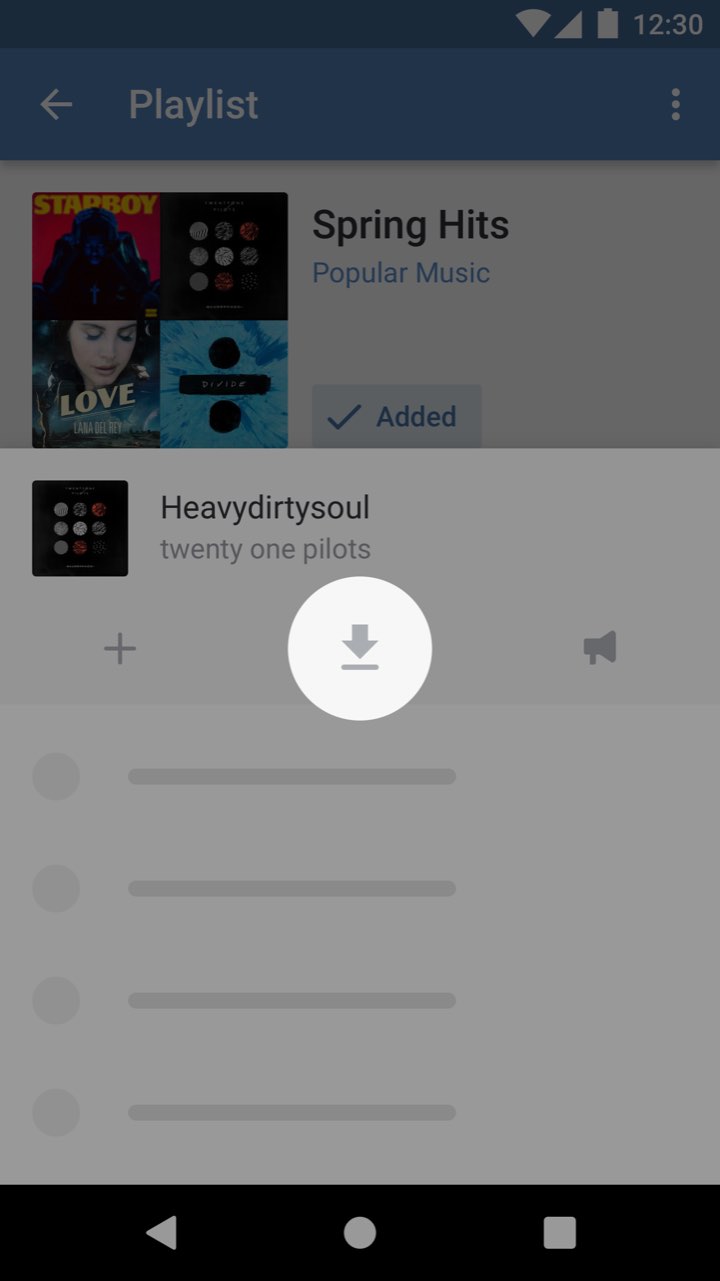 12:30
Playlist
STARBOY
Spring Hits
Popular Music
LOVE
LANA DEL REY
DIVIDE
Added
Heavydirtysoul
twenty one pilots